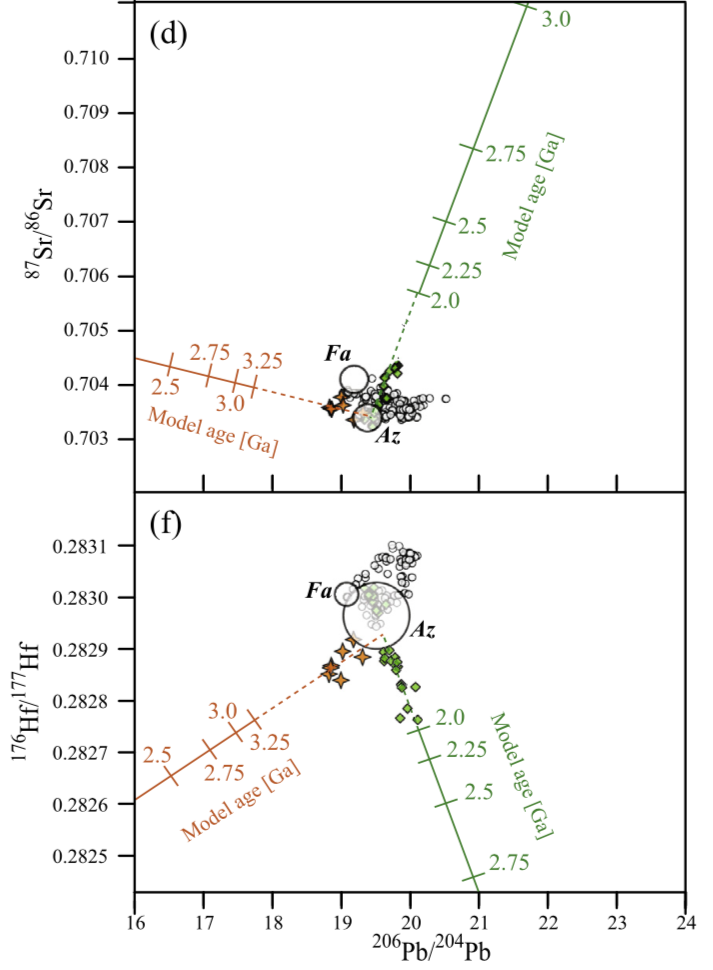 (d)
0.710
0.709
0.708
0.707
0.706
0.705
0.704
0.703
87Sr/86Sr
3.0
2.75
2.5
2.25
2.0
Model age [Ga]
Fa
Az
2.75
3.25
2.5
3.0
Model age [Ga]
(f)
0.2831
0.2830
0.2829
0.2828
0.2827
0.2826
0.2825
176Hf/177Hf
Fa
Az
3.0
2.5
3.25
2.75
Model age [Ga]
2.0
2.25
2.5
2.75
Model age [Ga]
16 17 18 19 20 21 22 23 24
206Pb/204Pb